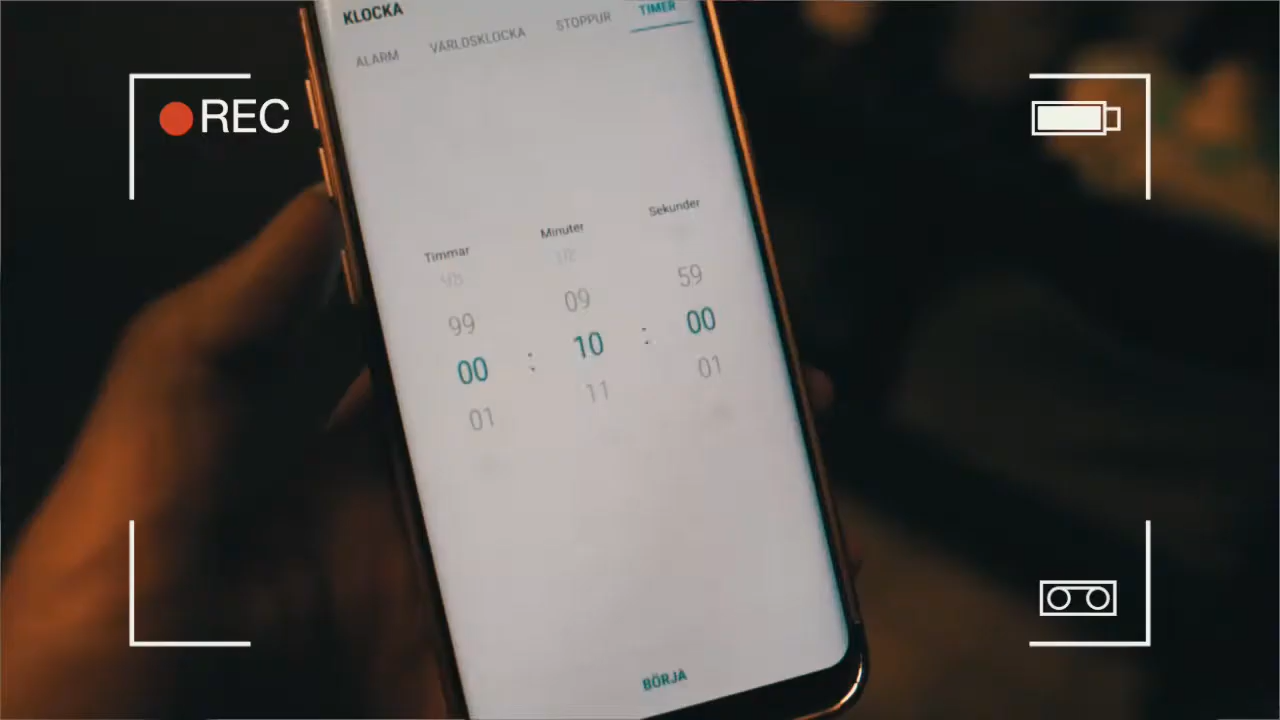 KLOCKA
ALARM VÄRLDSKLOCKA STOPPUR TIMER
REC
Timmar Minuter Sekunder
98
99 09 59
00 : 10 : 00
01 11 01
BÖRJA